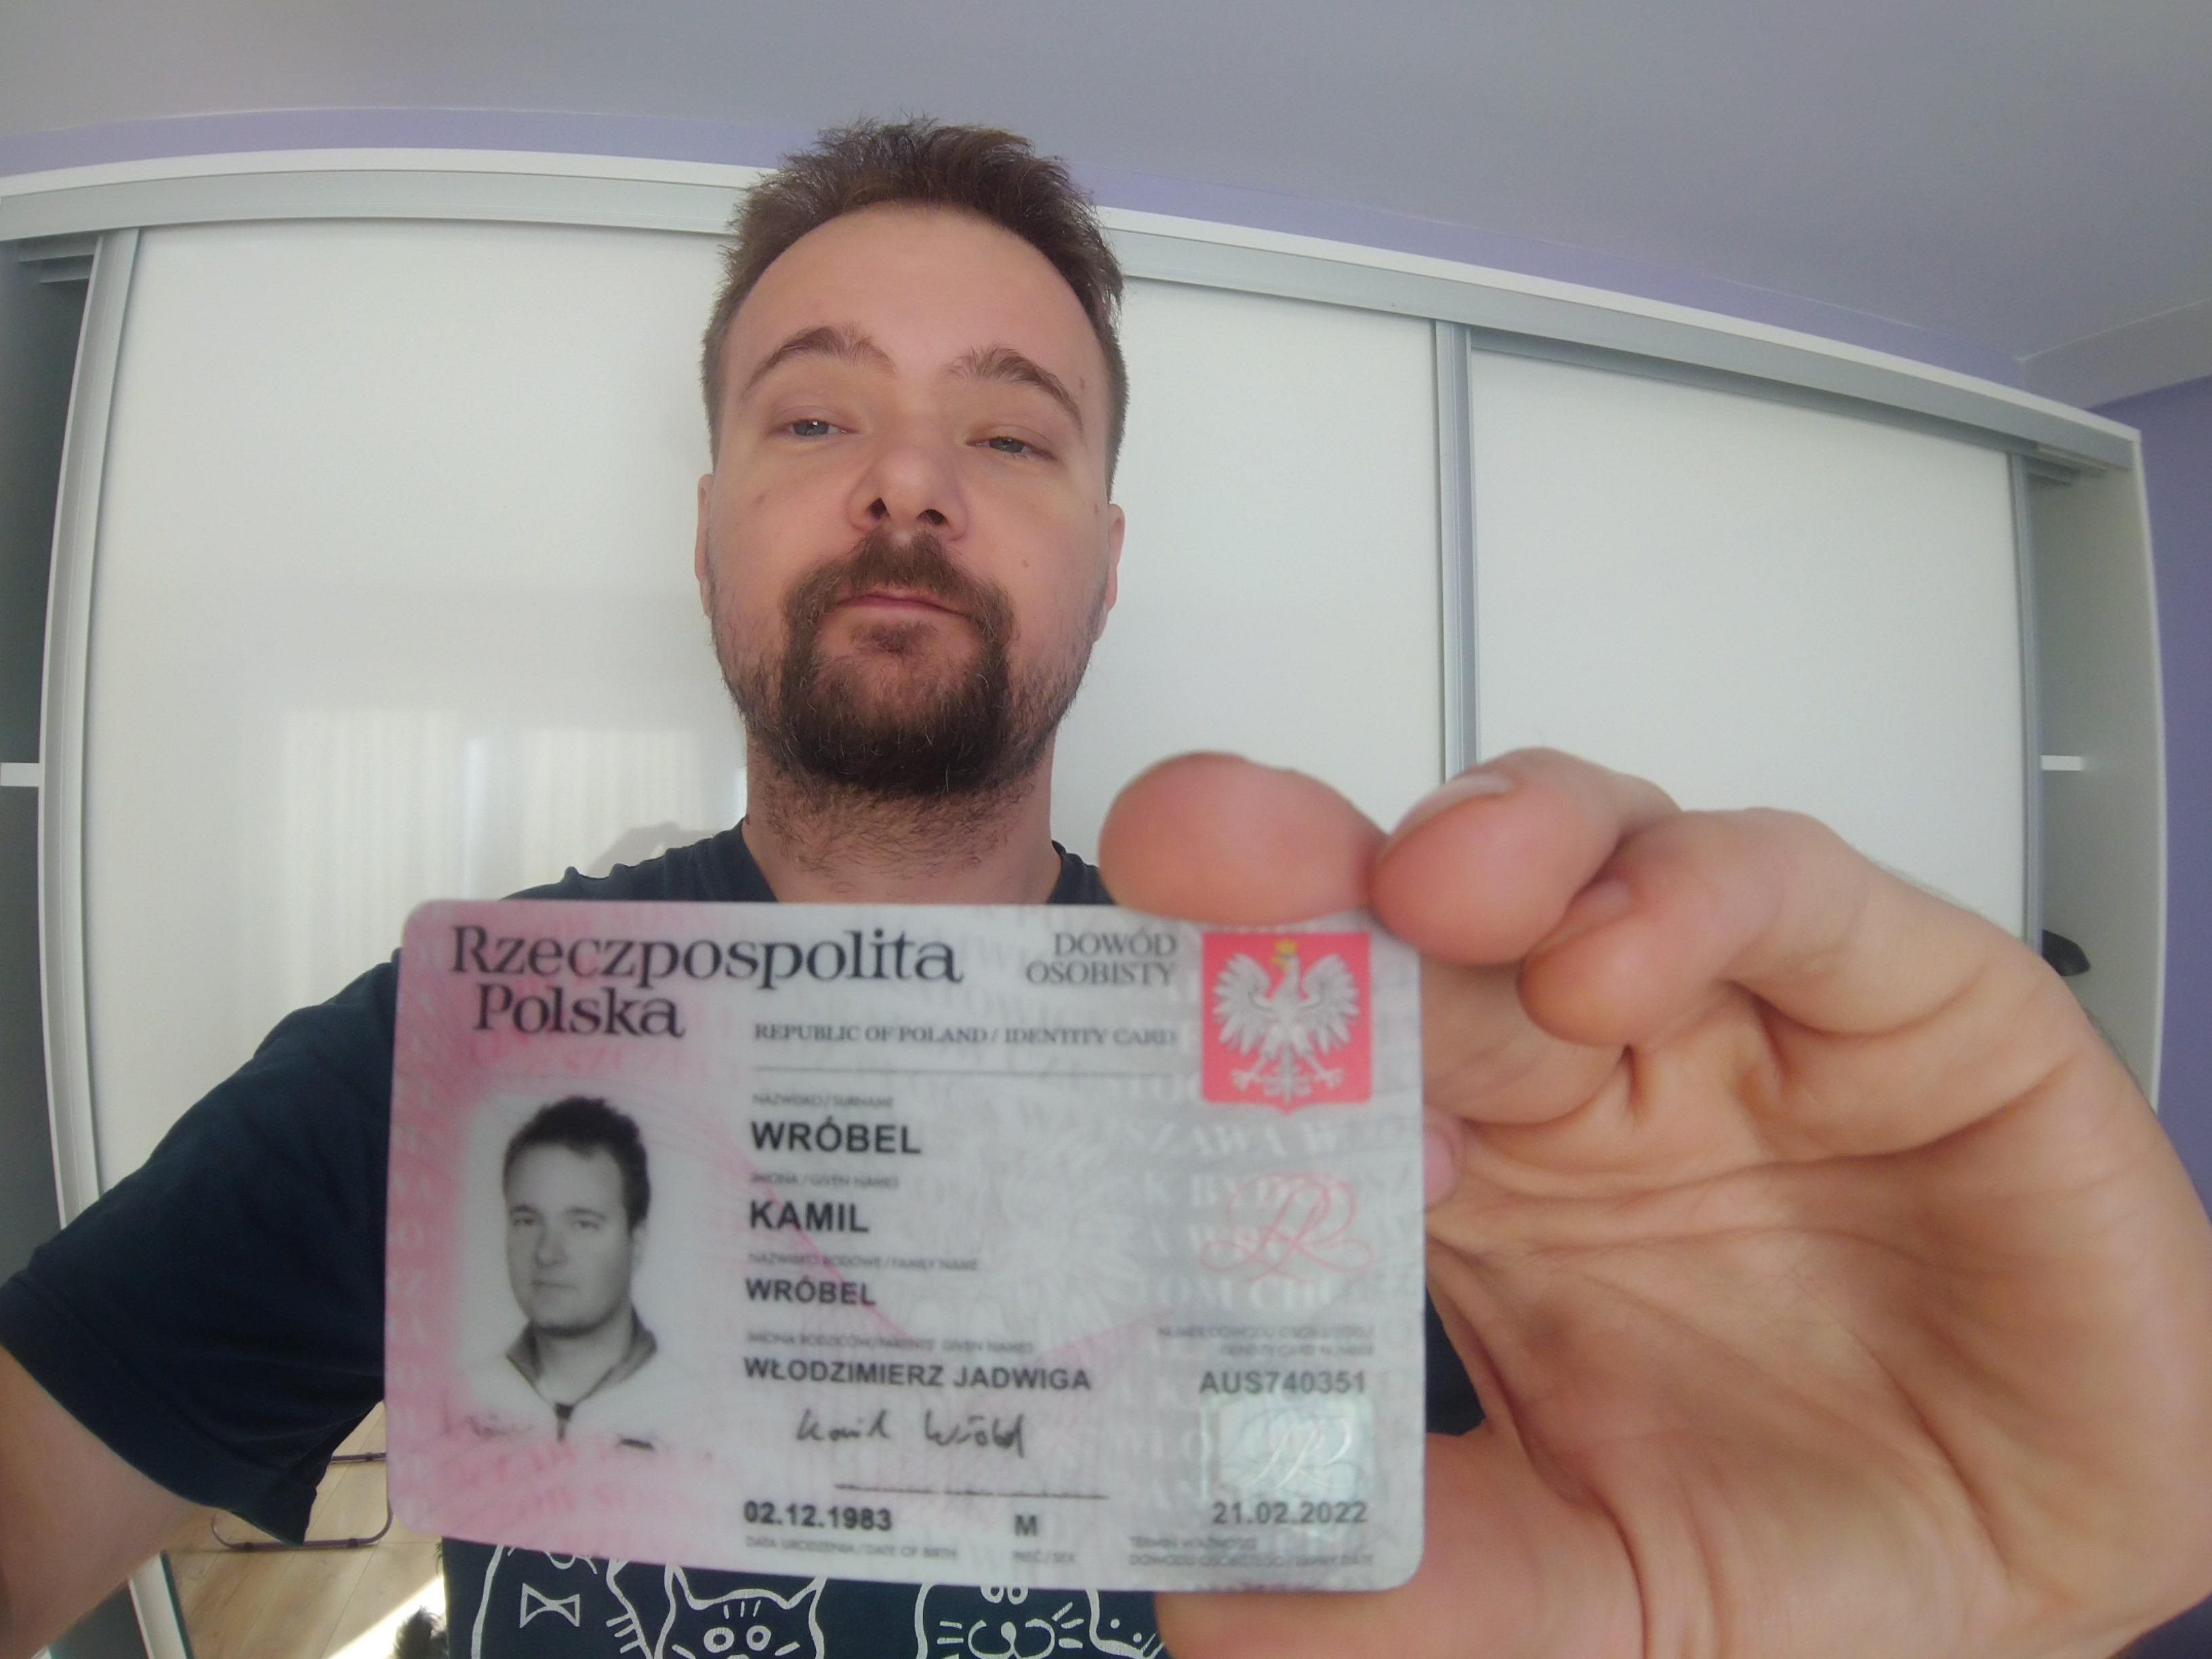 Rzeczpospolita
Polska
DOWÓD
OSOBISTY
REPUBLIC OF POLAND / IDENTITY CARD
NAZWISKO / SURNAME
WRÓBEL
IMIONA / GIVEN NAMES
KAMIL
NAZWISKO RODOWE / FAMILY NAME
WRÓBEL
IMIONA RODZICÓW / PARENTS' GIVEN NAMES
WŁODZIMIERZ JADWIGA
NUMER DOWODU OSOBISTEGO /
IDENTITY CARD NUMBER
AUS740351
Kamil Wróbel
02.12.1983
DATA URODZENIA / DATE OF BIRTH
M
PŁEĆ / SEX
21.02.2022
TERMIN WAŻNOŚCI
DOWODU OSOBISTEGO / EXPIRY DATE